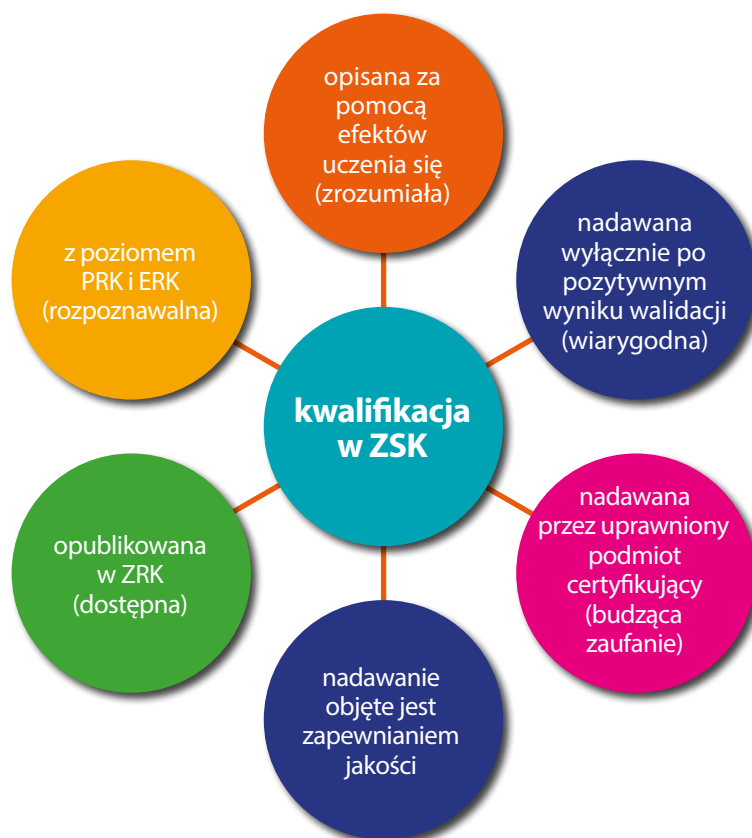 opisana za
pomocą
efektów
uczenia się
(zrozumiała)
nadawana
wyłącznie po
pozytywnym
wyniku walidacji
(wiarygodna)
nadawana
przez uprawniony
podmiot
certyfikujący
(budząca
zaufanie)
nadawanie
objęte jest
zapewnianiem
jakości
opublikowana
w ZRK
(dostępna)
z poziomem
PRK i ERK
(rozpoznawalna)
kwalifikacja
w ZSK